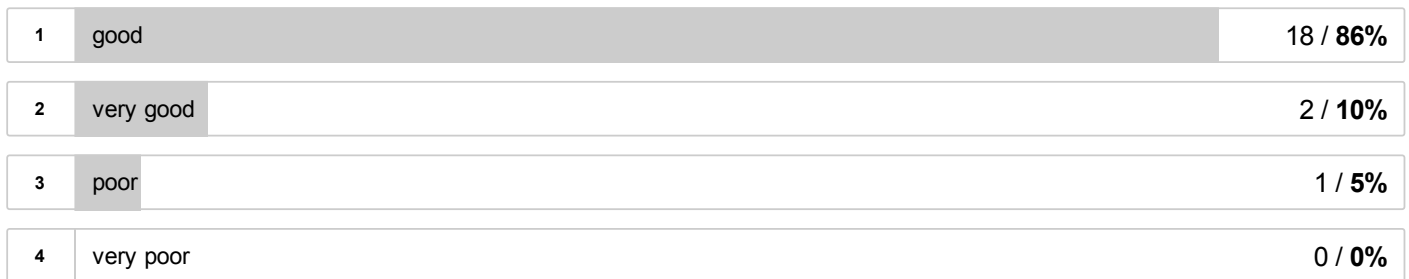 1 good 18 / 86%
2 very good 2 / 10%
3 poor 1 / 5%
4 very poor 0 / 0%